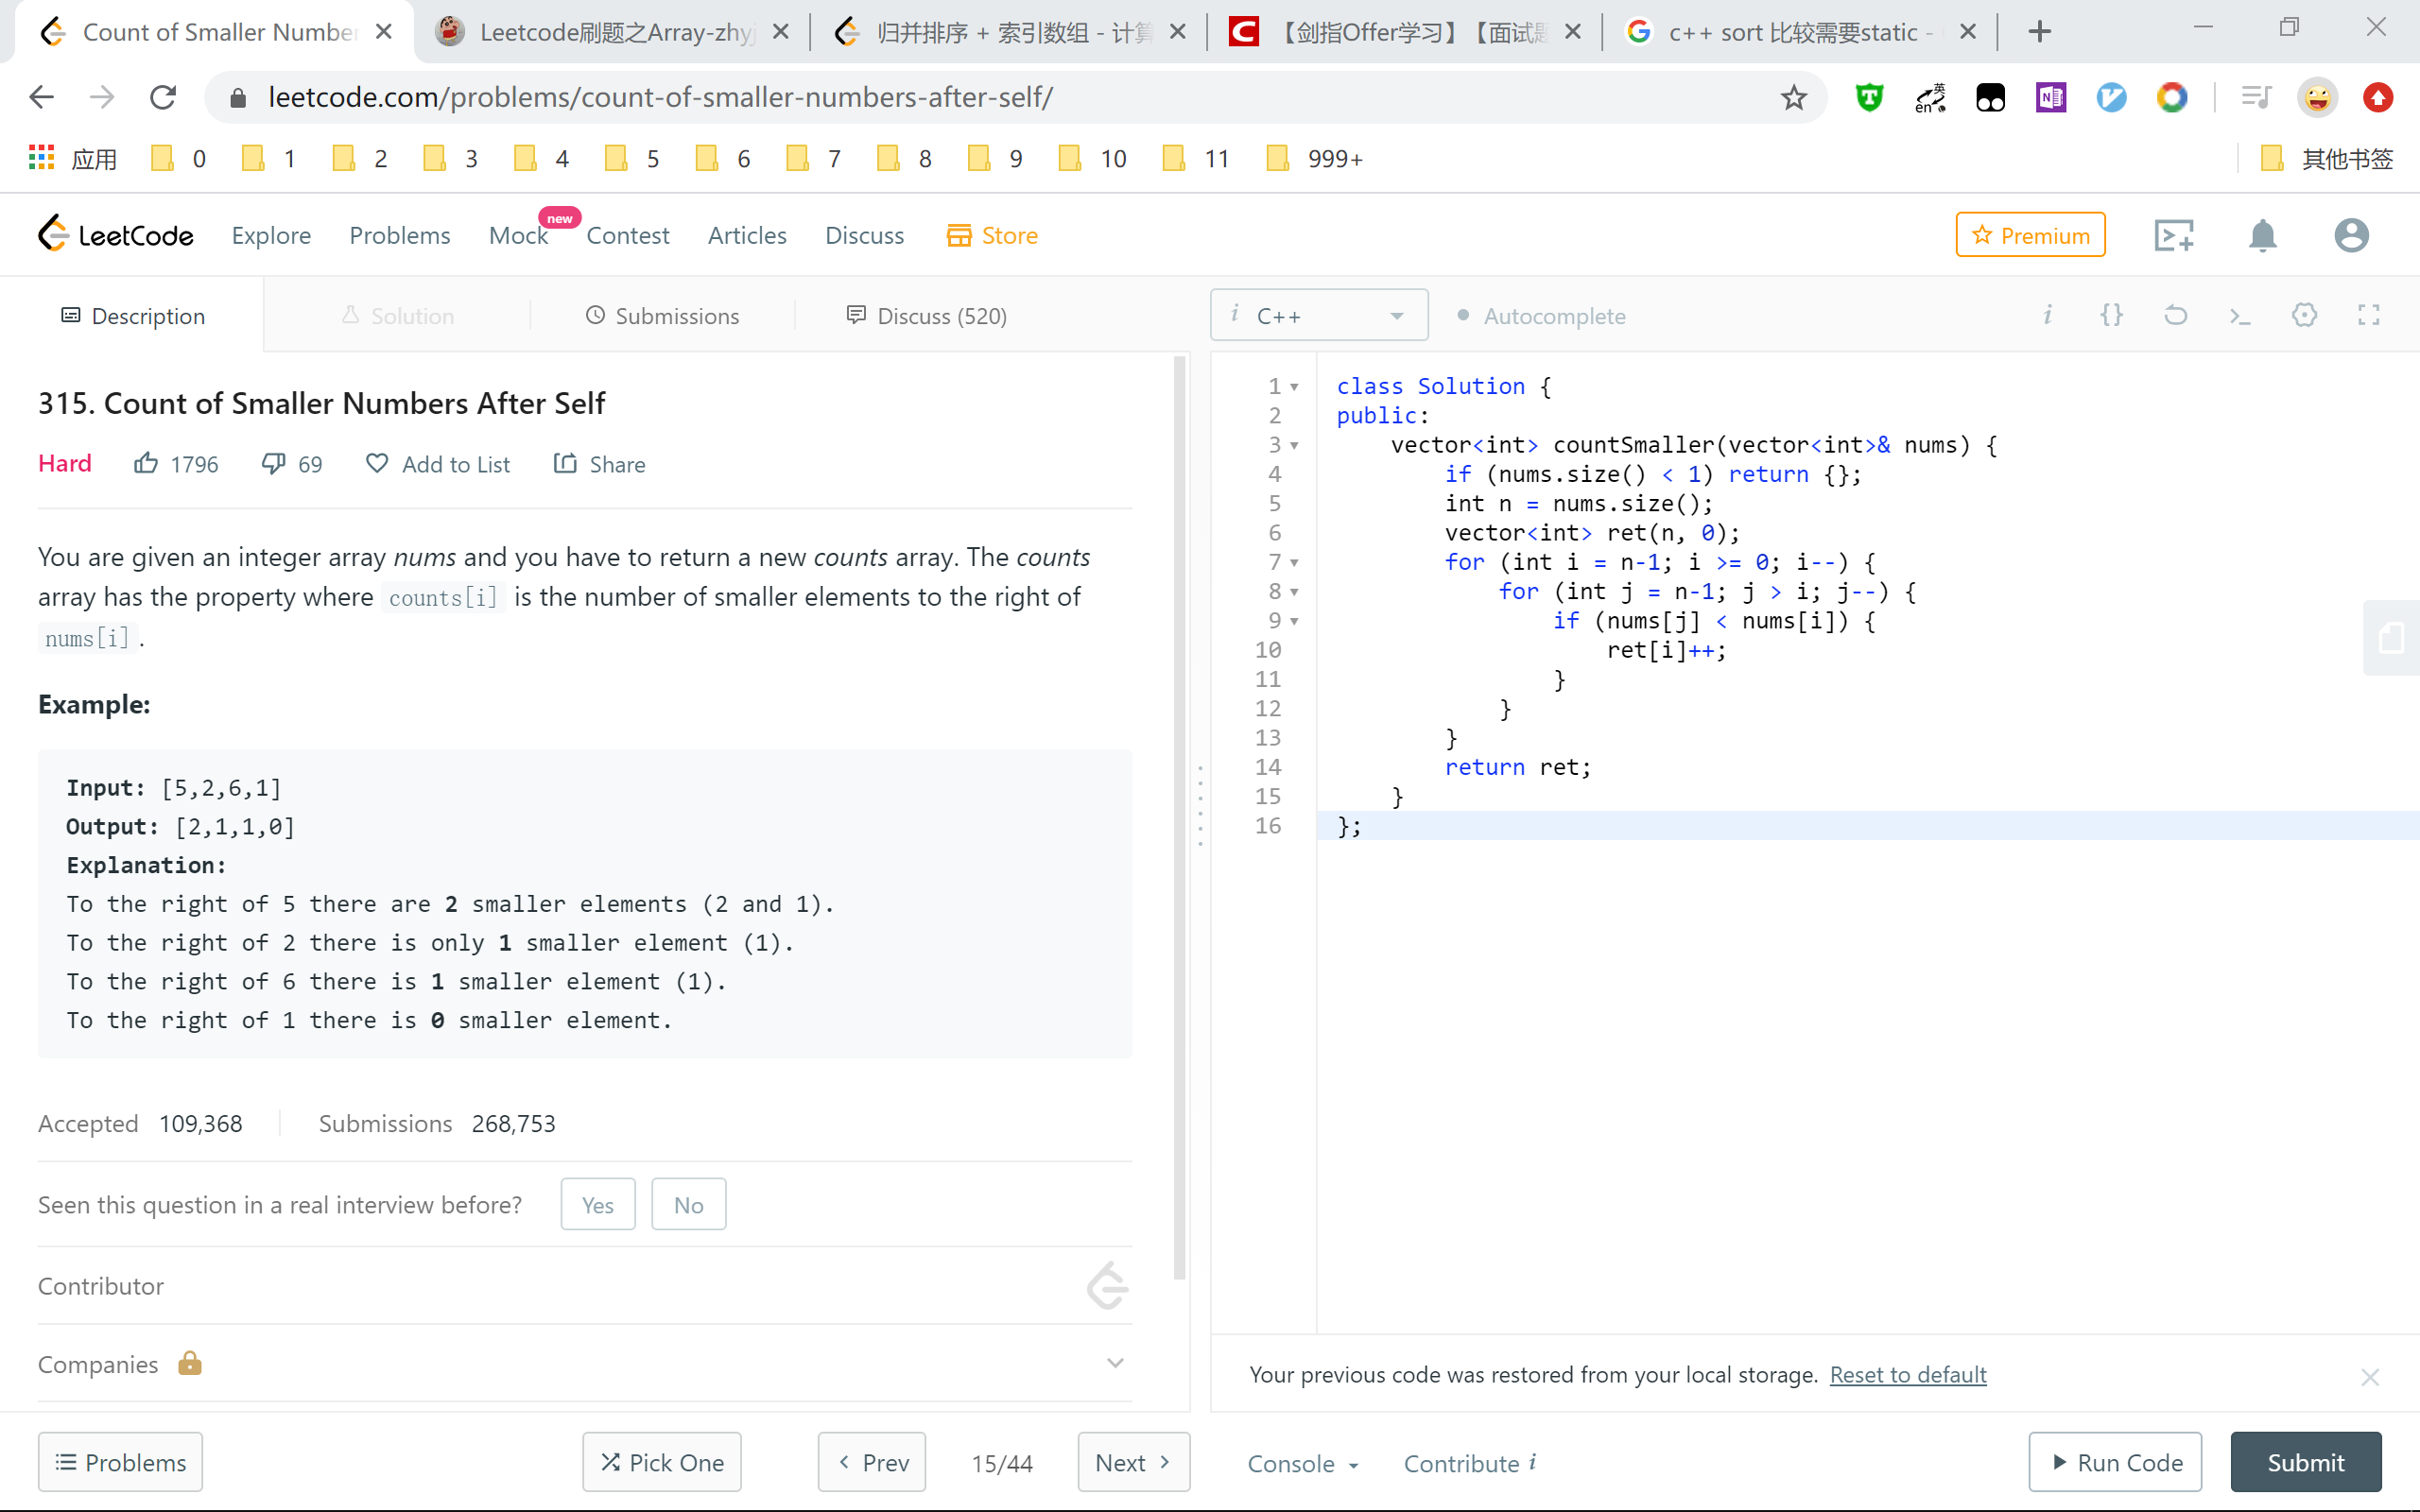 Count of Smaller Number
Leetcode刷题之Array-zhy
归并排序 + 索引数组 - 计算
【剑指Offer学习】【面试题
c++ sort 比较需要static -
leetcode.com/problems/count-of-smaller-numbers-after-self/
英
en
应用 0 1 2 3 4 5 6 7 8 9 10 11 999+ 其他书签
LeetCode Explore Problems Mock new Contest Articles Discuss Store Premium
Description Solution Submissions Discuss (520)
i C++ Autocomplete i {} >_
315. Count of Smaller Numbers After Self
Hard 1796 69 Add to List Share
You are given an integer array nums and you have to return a new counts array. The counts
array has the property where counts[i] is the number of smaller elements to the right of
nums[i].
Example:
Input: [5,2,6,1]
Output: [2,1,1,0]
Explanation:
To the right of 5 there are 2 smaller elements (2 and 1).
To the right of 2 there is only 1 smaller element (1).
To the right of 6 there is 1 smaller element (1).
To the right of 1 there is 0 smaller element.
Accepted 109,368 Submissions 268,753
Seen this question in a real interview before? Yes No
Contributor
Companies
Problems Pick One Prev 15/44 Next
1 class Solution {
2 public:
3     vector<int> countSmaller(vector<int>& nums) {
4         if (nums.size() < 1) return {};
5         int n = nums.size();
6         vector<int> ret(n, 0);
7         for (int i = n-1; i >= 0; i--) {
8             for (int j = n-1; j > i; j--) {
9                 if (nums[j] < nums[i]) {
10                     ret[i]++;
11                 }
12             }
13         }
14         return ret;
15     }
16 };
Your previous code was restored from your local storage. Reset to default
Console Contribute i Run Code Submit